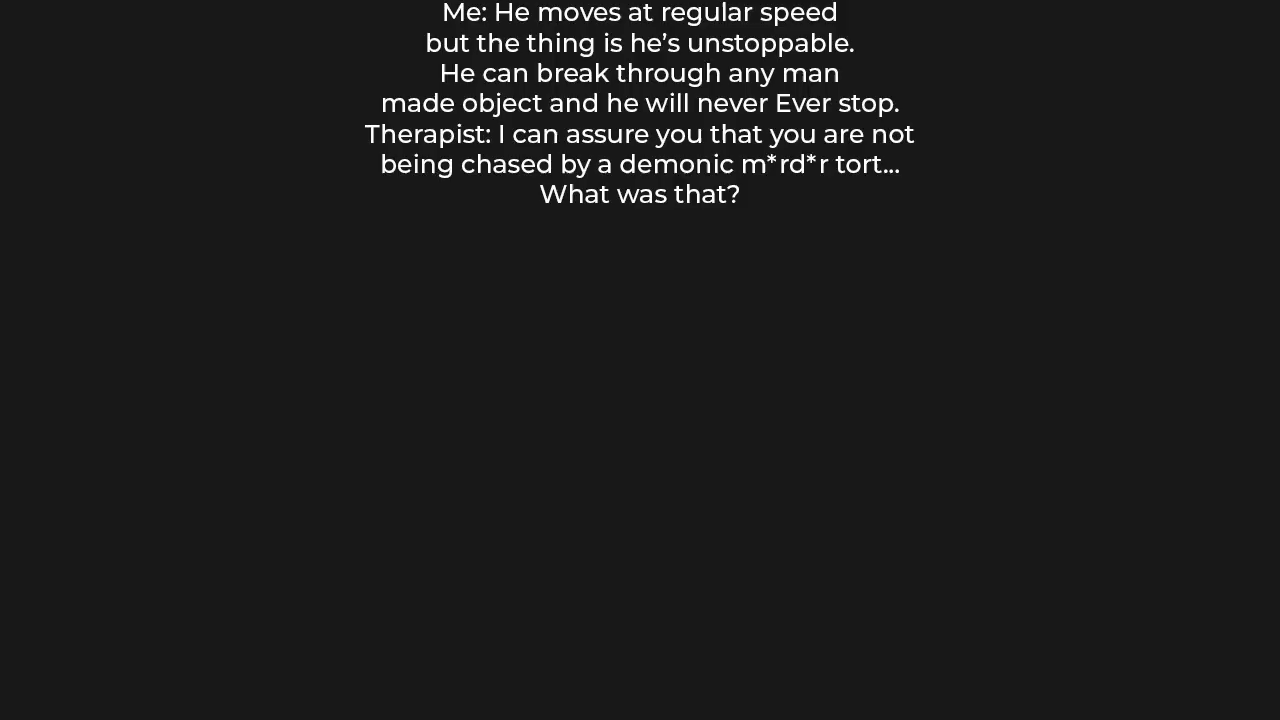 Me: He moves at regular speed
but the thing is he’s unstoppable.
He can break through any man
made object and he will never Ever stop.
Therapist: I can assure you that you are not
being chased by a demonic m*rd*r tort...
What was that?